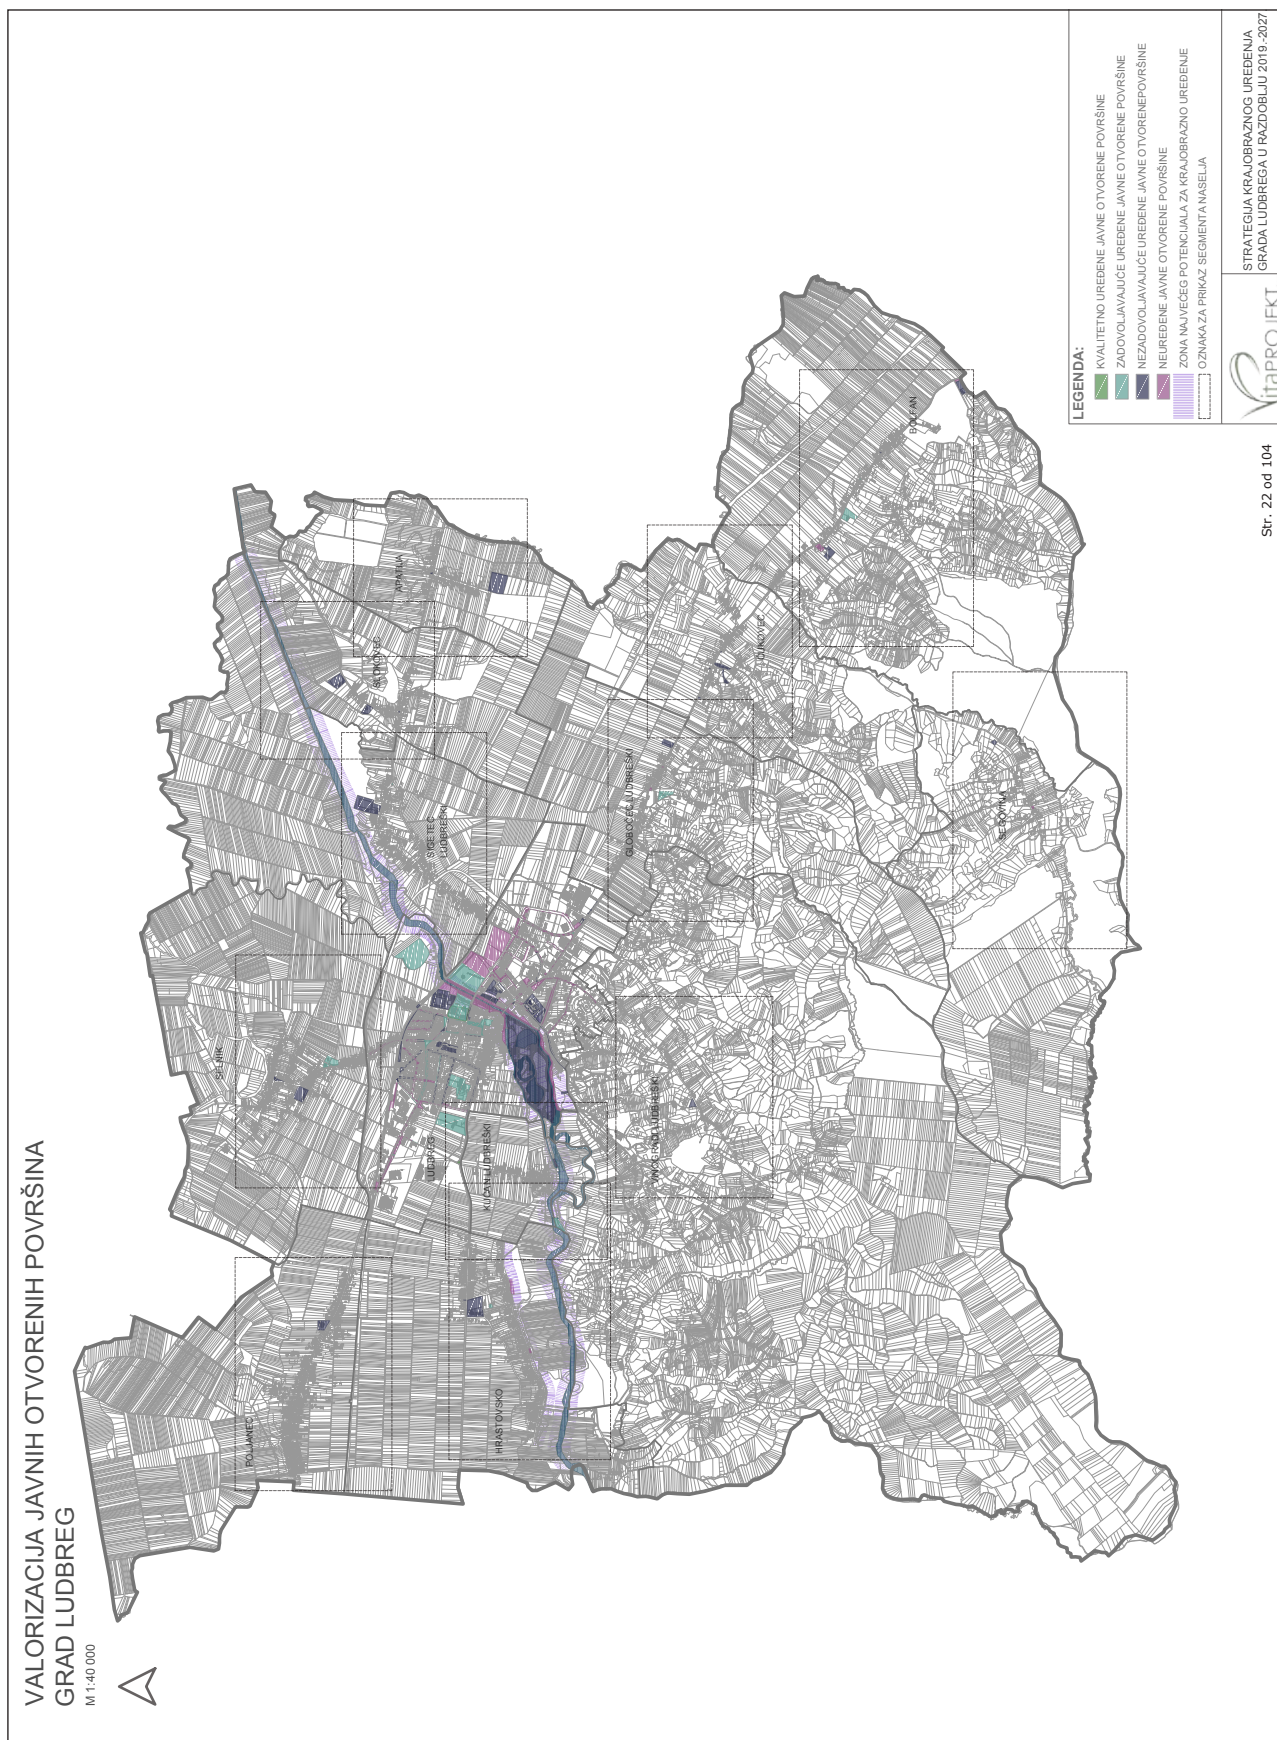 VALORIZACIJA JAVNIH OTVORENIH POVRŠINA
GRAD LUDBREG
M 1:40 000
POLJANEC
SELNIK
HRASTOVSKO
KUČAN LUDBREŠKI
LUDBREG
SIGETEC
LUDBREŠKI
SLOKOVEC
APATIJA
VINOGRADI LUDBREŠKI
GLOBOČEC LUDBREŠKI
ČUKOVEC
BOLFAN
SEGOVINA
LEGENDA:
KVALITETNO UREĐENE JAVNE OTVORENE POVRŠINE
ZADOVOLJAVAJUĆE UREĐENE JAVNE OTVORENE POVRŠINE
NEZADOVOLJAVAJUĆE UREĐENE JAVNE OTVORENEPOVRŠINE
NEUREĐENE JAVNE OTVORENE POVRŠINE
ZONA NAJVEĆEG POTENCIJALA ZA KRAJOBRAZNO UREĐENJE
OZNAKA ZA PRIKAZ SEGMENTA NASELJA
VitaPROJEKT
STRATEGIJA KRAJOBRAZNOG UREĐENJA
GRADA LUDBREGA U RAZDOBLJU 2019.-2027
Str. 22 od 104